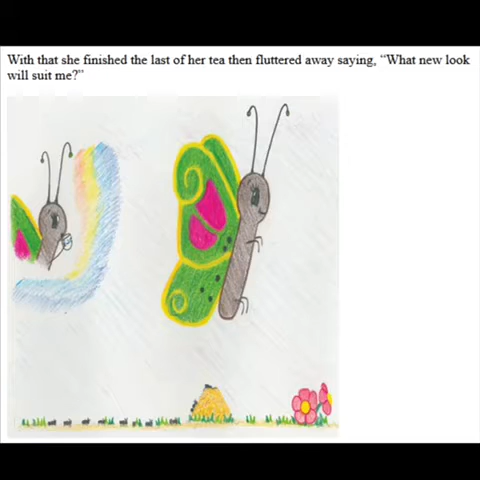 With that she finished the last of her tea then fluttered away saying, “What new look
will suit me?”